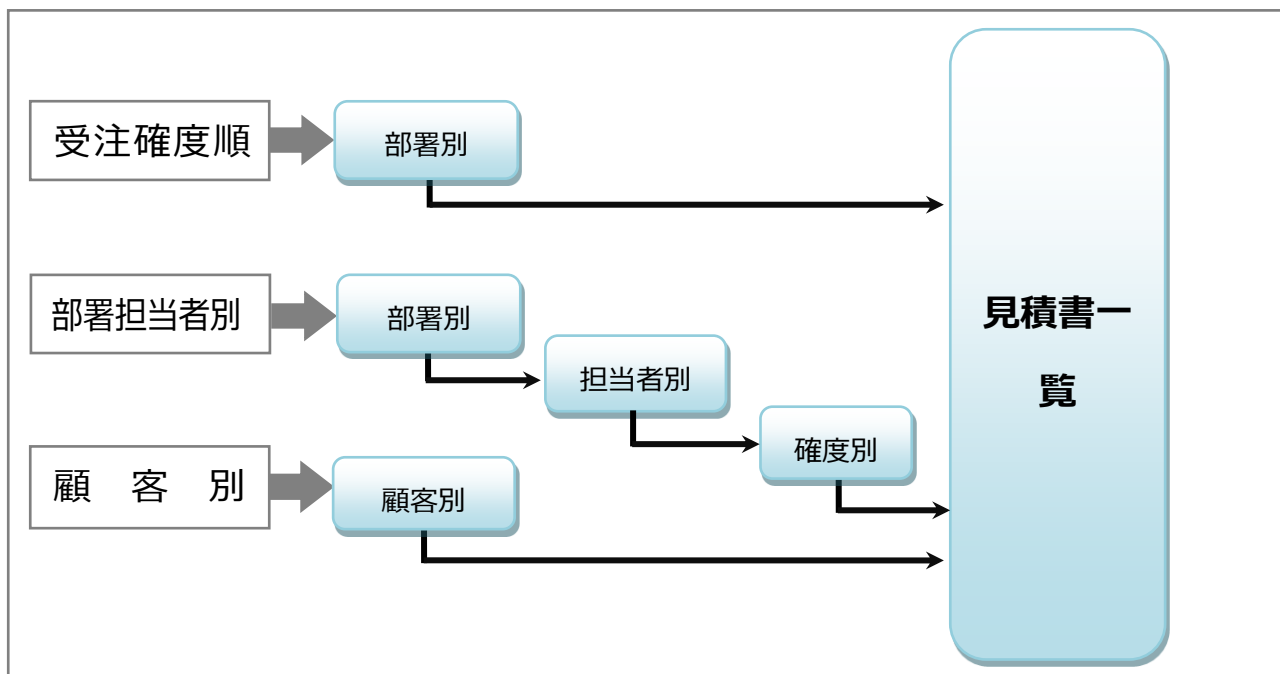 受注確度順
部署別
部署担当者別
部署別
担当者別
確度別
顧　客　別
顧客別
見積書一
覧